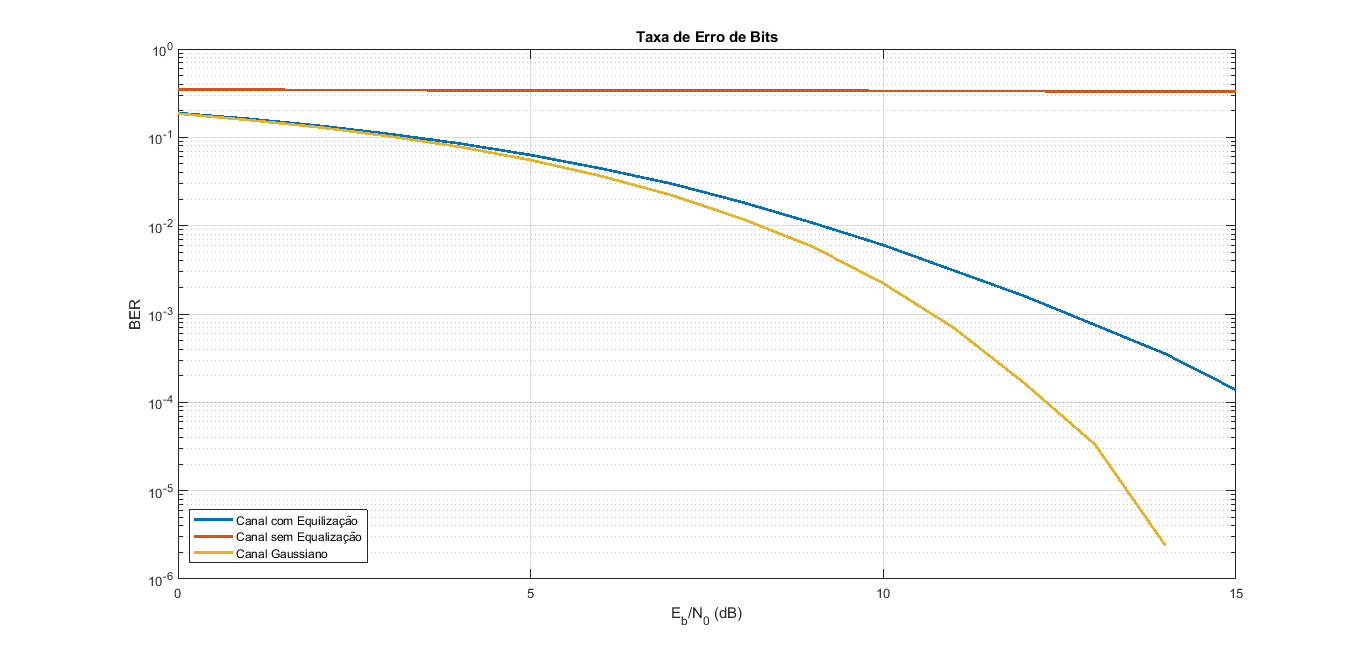 Taxa de Erro de Bits
10^0
10^-1
10^-2
10^-3
10^-4
10^-5
10^-6
BER
Canal com Equilização
Canal sem Equalização
Canal Gaussiano
0 5 10 15
E_b/N_0 (dB)